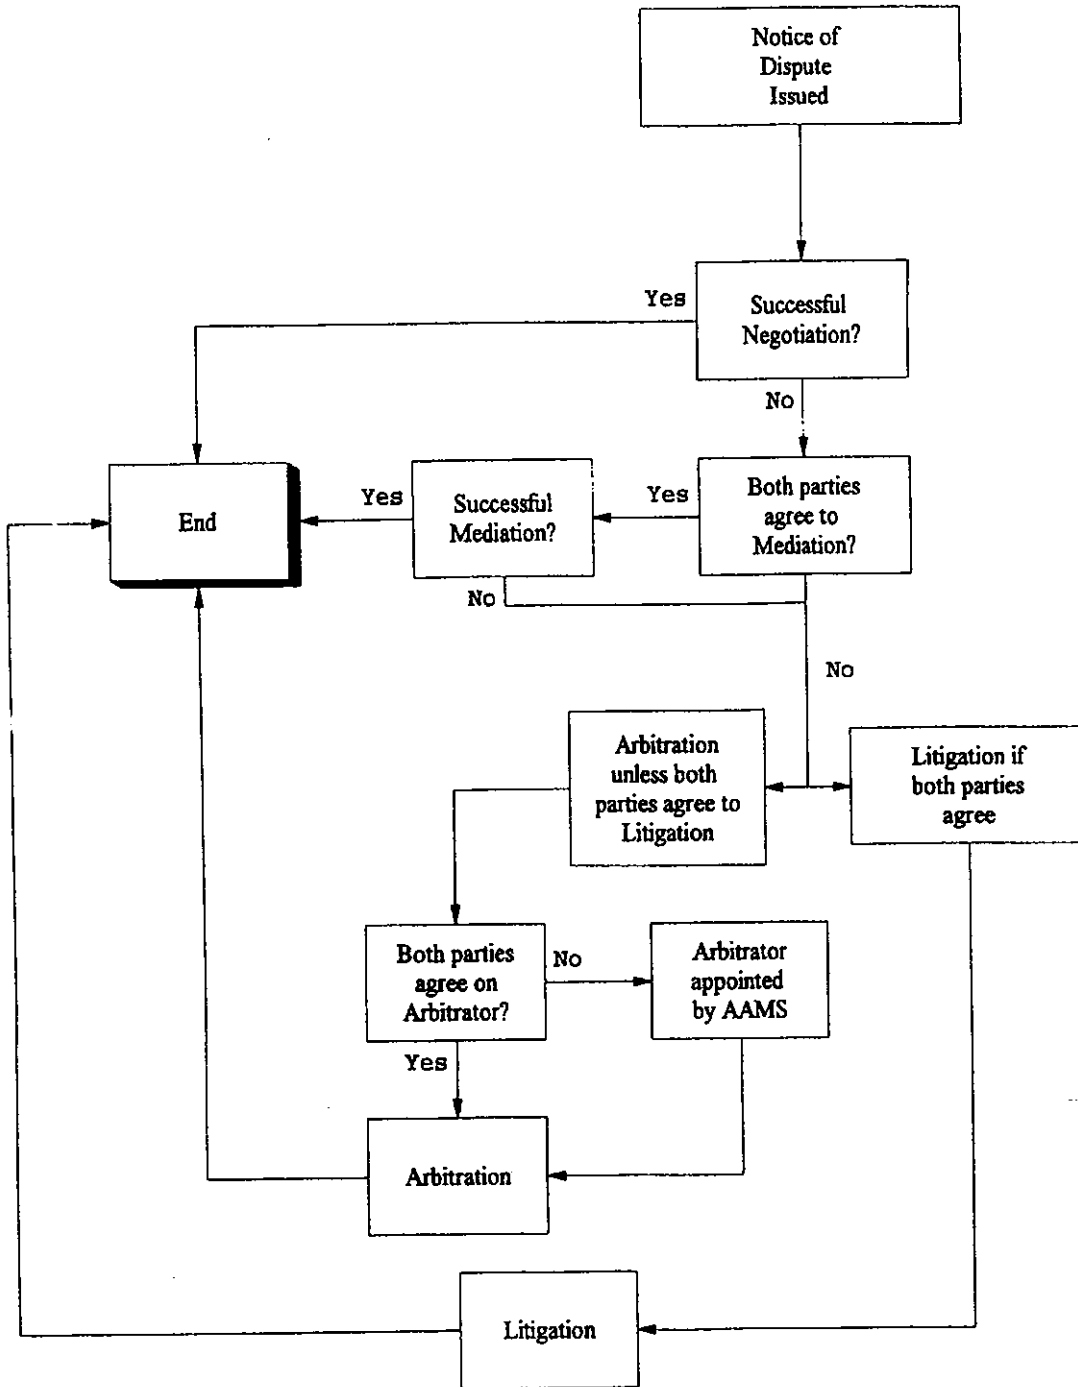 Notice of
Dispute
Issued
Yes
Successful
Negotiation?
No
End
Yes
Successful
Mediation?
Yes
Both parties
agree to
Mediation?
No
No
Arbitration
unless both
parties agree to
Litigation
Litigation if
both parties
agree
Both parties
agree on
Arbitrator?
No
Arbitrator
appointed
by AAMS
Yes
Arbitration
Litigation